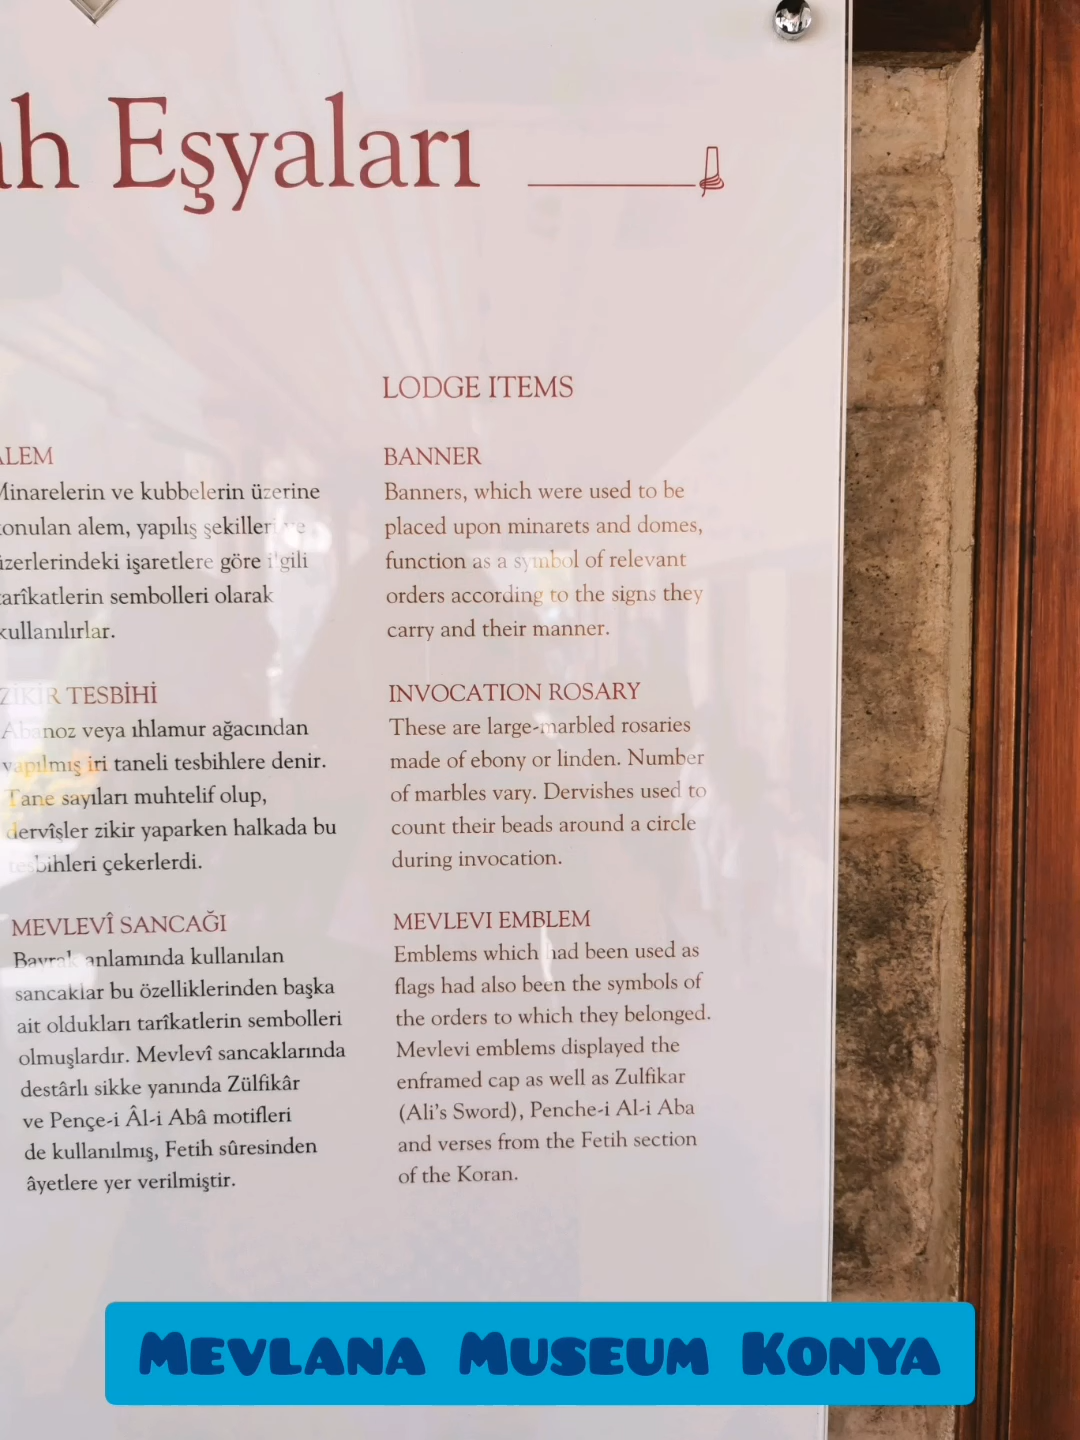 Eşyaları
ALEM
Minarelerin ve kubbelerin üzerine
konulan alem, yapılış şekilleri ve
üzerlerindeki işaretlere göre ilgili
tarîkatlerin sembolleri olarak
kullanılırlar.
ZİKİR TESBİHİ
Abanoz veya ıhlamur ağacından
yapılmış iri taneli tesbihlere denir.
Tane sayıları muhtelif olup,
dervîşler zikir yaparken halkada bu
tesbihleri çekerlerdi.
MEVLEVÎ SANCAĞI
Bayrak anlamında kullanılan
sancaklar bu özelliklerinden başka
ait oldukları tarîkatlerin sembolleri
olmuşlardır. Mevlevî sancaklarında
destârlı sikke yanında Zülfikâr
ve Pençe-i Âl-i Abâ motifleri
de kullanılmış, Fetih sûresinden
âyetlere yer verilmiştir.
LODGE ITEMS
BANNER
Banners, which were used to be
placed upon minarets and domes,
function as a symbol of relevant
orders according to the signs they
carry and their manner.
INVOCATION ROSARY
These are large-marbled rosaries
made of ebony or linden. Number
of marbles vary. Dervishes used to
count their beads around a circle
during invocation.
MEVLEVI EMBLEM
Emblems which had been used as
flags had also been the symbols of
the orders to which they belonged.
Mevlevi emblems displayed the
enframed cap as well as Zulfikar
(Ali's Sword), Penche-i Al-i Aba
and verses from the Fetih section
of the Koran.
MEVLANA MUSEUM KONYA